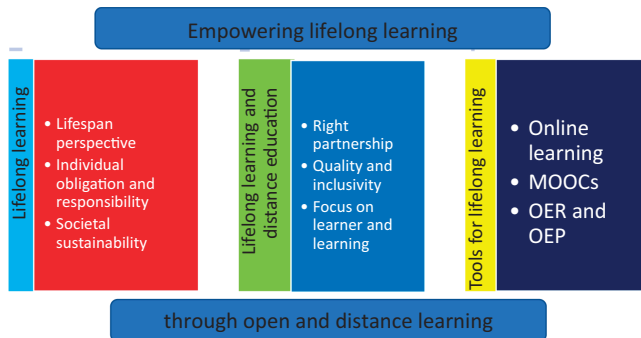 Empowering lifelong learning
Lifelong learning
• Lifespan
perspective
• Individual
obligation and
responsibility
• Societal
sustainability
Lifelong learning and
distance education
• Right
partnership
• Quality and
inclusivity
• Focus on
learner and
learning
Tools for lifelong learning
• Online
learning
• MOOCs
• OER and
OEP
through open and distance learning